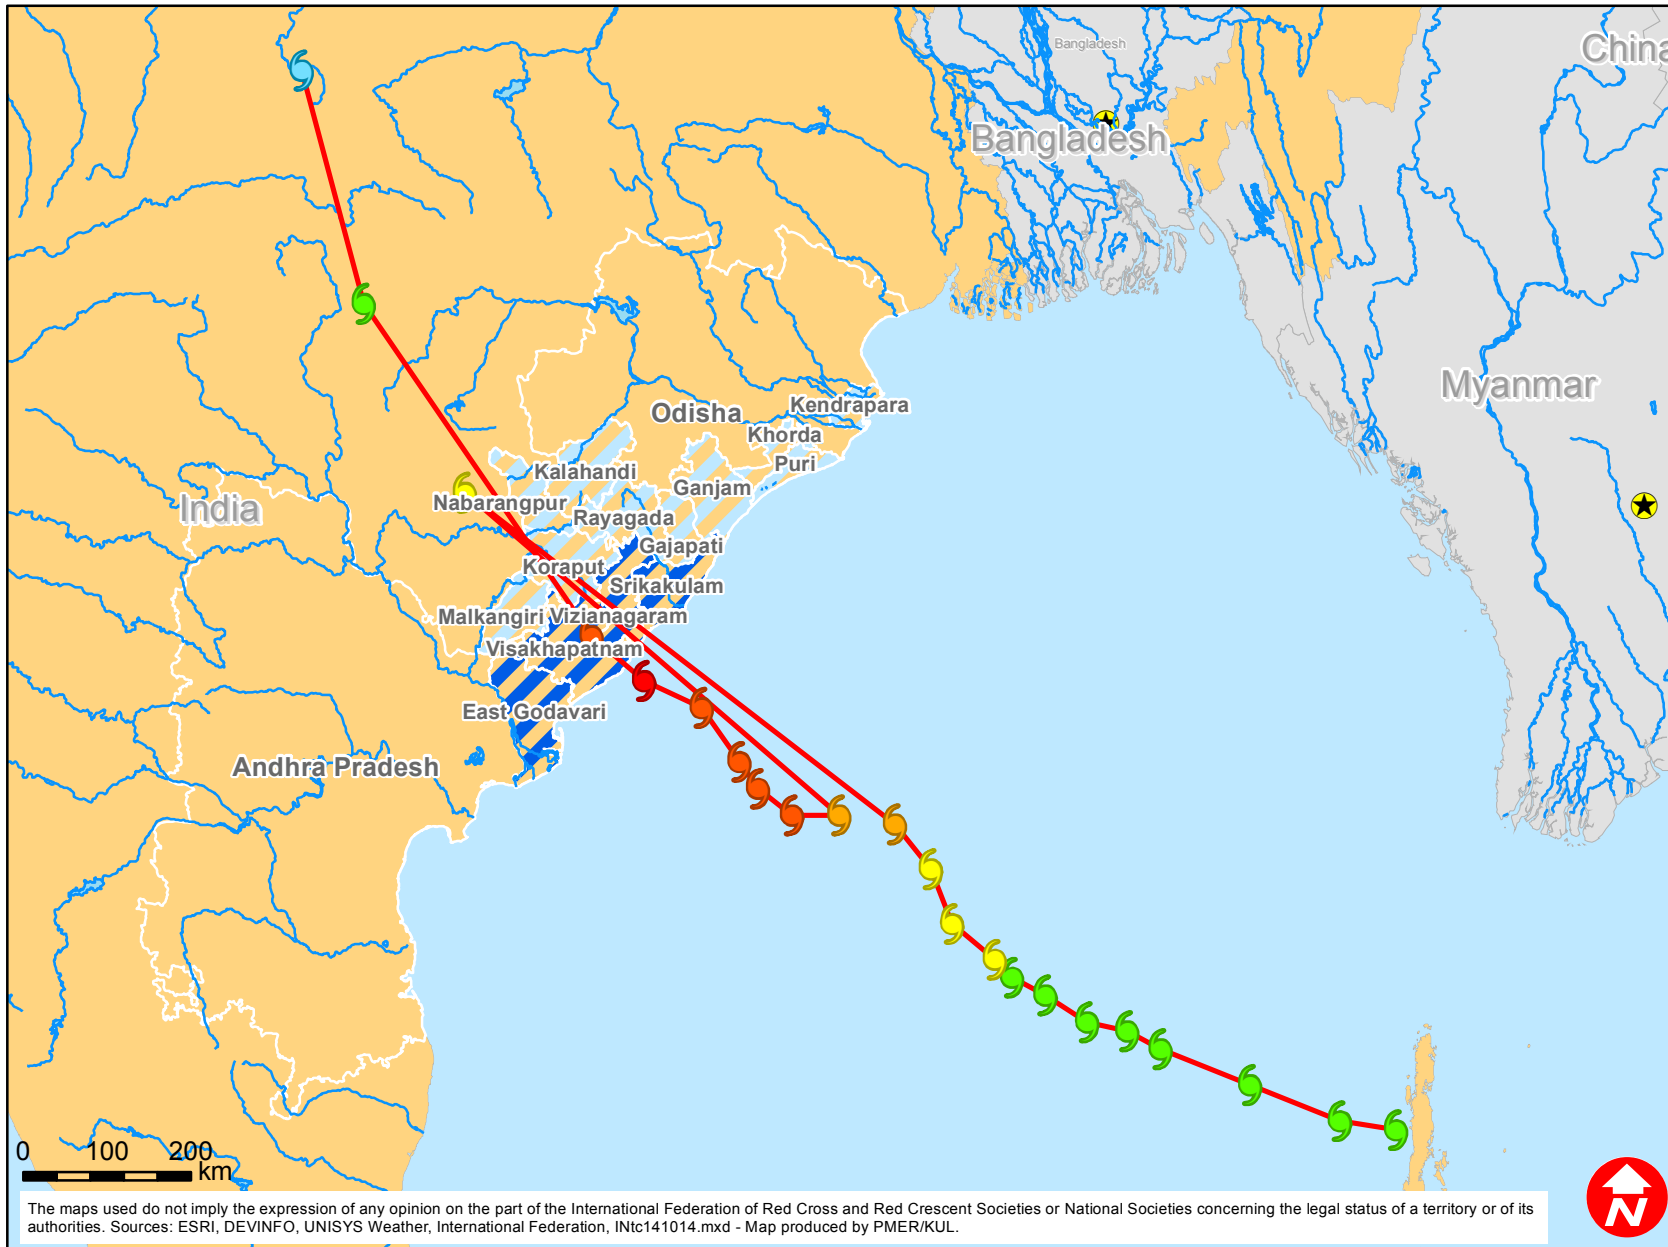 Bangladesh
China
Bangladesh
Myanmar
Kendrapara
Odisha
Khorda
Puri
Kalahandi
Ganjam
Nabarangpur
India
Rayagada
Gajapati
Koraput
Srikakulam
Malkangiri
Vizianagaram
Visakhapatnam
East Godavari
Andhra Pradesh
0 100 200
km
N
The maps used do not imply the expression of any opinion on the part of the International Federation of Red Cross and Red Crescent Societies or National Societies concerning the legal status of a territory or of its
authorities. Sources: ESRI, DEVINFO, UNISYS Weather, International Federation, INtc141014.mxd - Map produced by PMER/KUL.